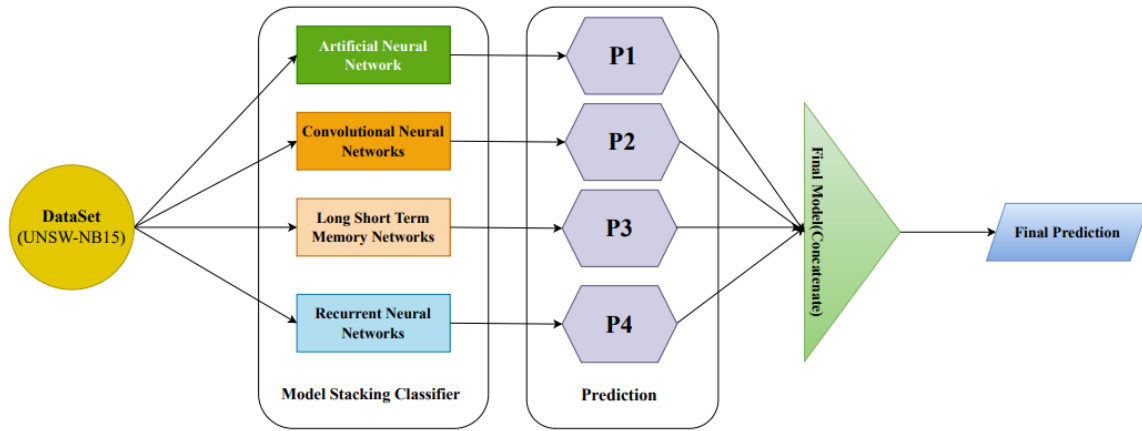 DataSet
(UNSW-NB15)
Artificial Neural
Network
Convolutional Neural
Networks
Long Short Term
Memory Networks
Recurrent Neural
Networks
Model Stacking Classifier
P1
P2
P3
P4
Prediction
Final Model(Concatenate)
Final Prediction